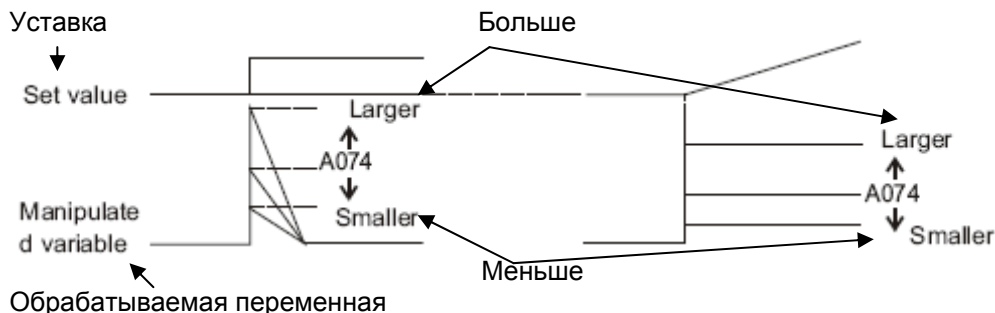 Уставка
Больше
Set value
Larger
Larger
A074
A074
Smaller
Smaller
Manipulate
d variable
Меньше
Обрабатываемая переменная